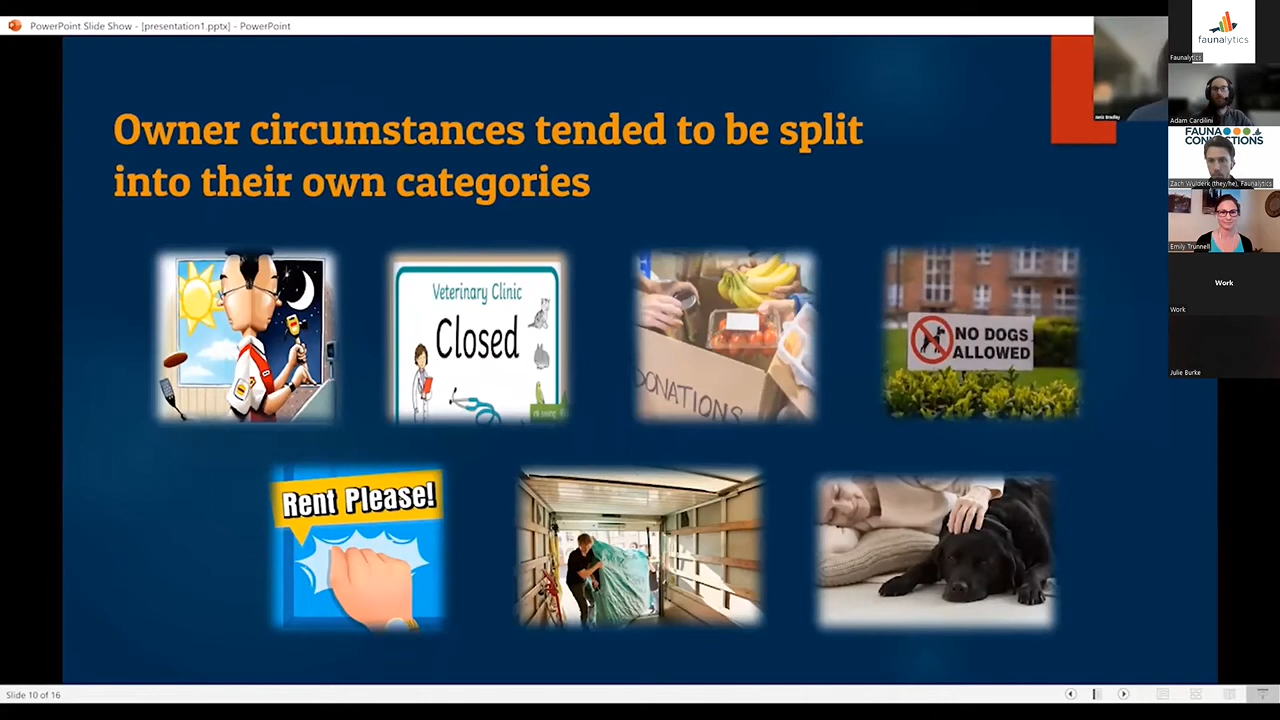 PowerPoint Slide Show - [presentation1.pptx] - PowerPoint
Owner circumstances tended to be split
into their own categories
Veterinary Clinic
Closed
DONATIONS
NO DOGS
ALLOWED
Rent Please!
faunalytics
Faunalytics
Adam Cardilini
FAUNA
CONNECTIONS
Zach Wulderk (they/he), Faunalytics
Emily Trunnell
Work
Work
Julie Burke
Slide 10 of 16